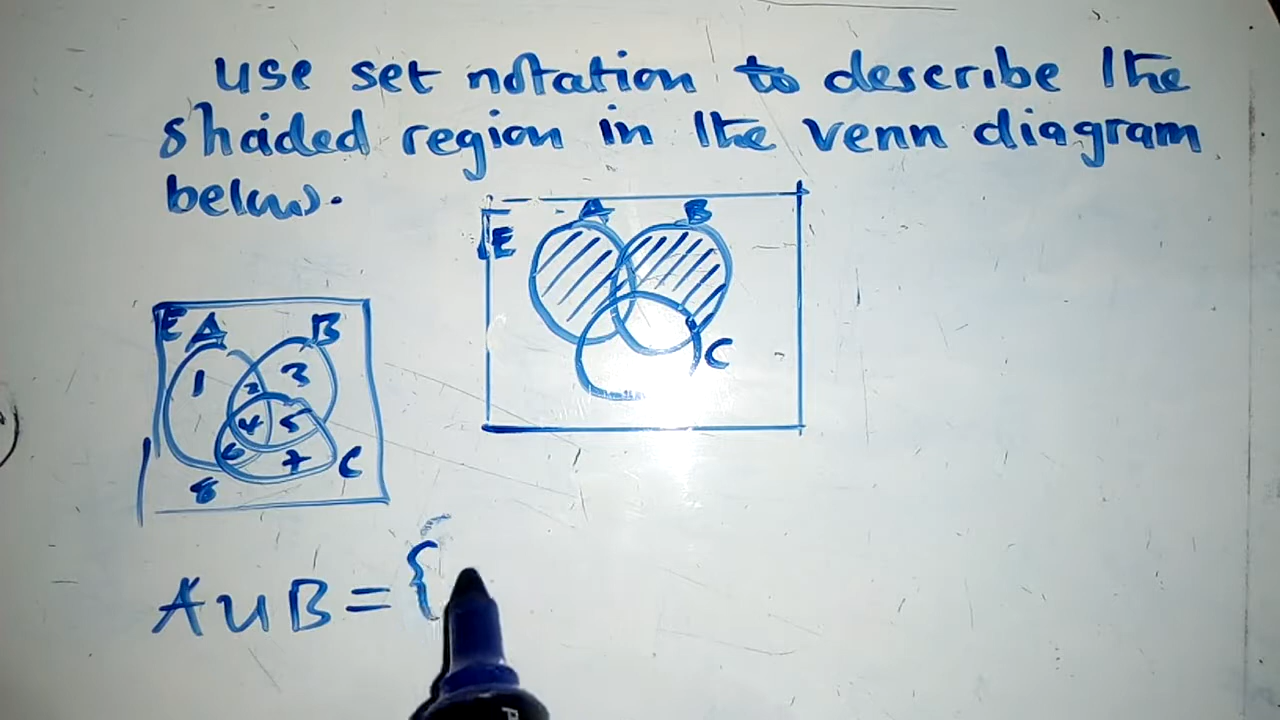 use set notation to describe the
shaded region in the venn diagram
below.
A B
E
C
E A B
1 2 3
4 5
6 7 C
8
A U B = {